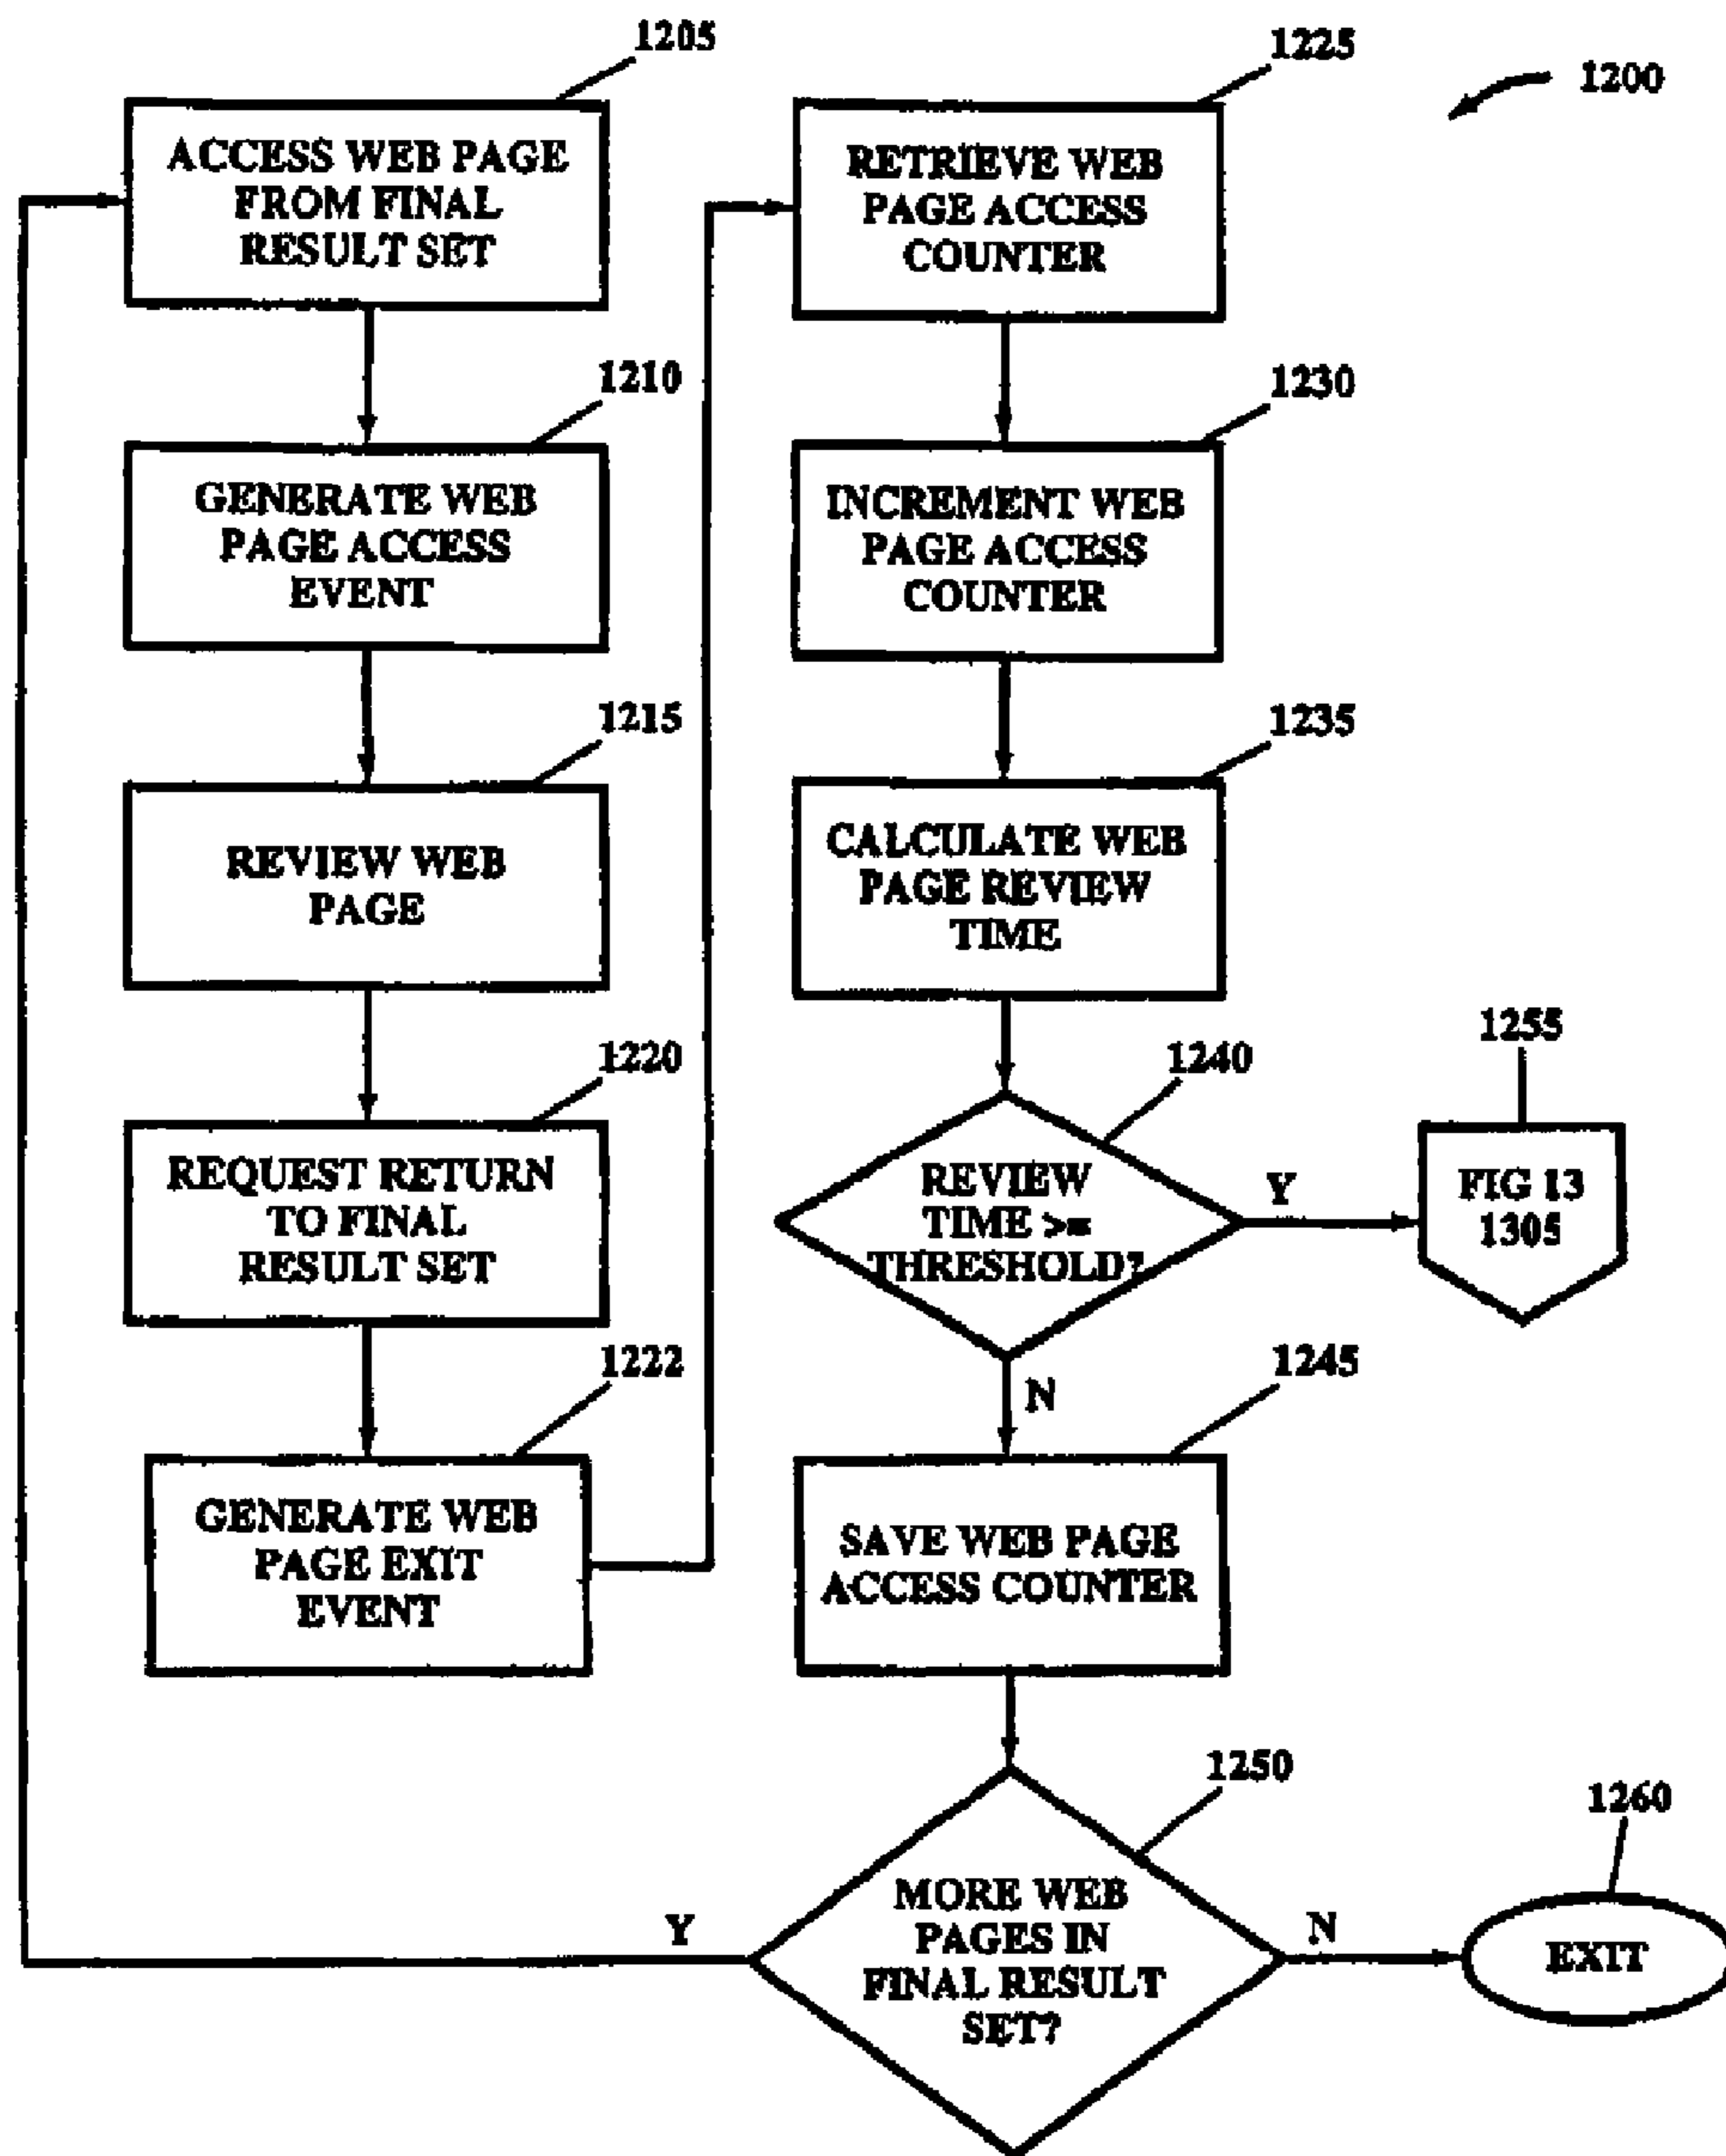 1205
ACCESS WEB PAGE
FROM FINAL
RESULT SET
1210
GENERATE WEB
PAGE ACCESS
EVENT
1215
REVIEW WEB
PAGE
1220
REQUEST RETURN
TO FINAL
RESULT SET
1222
GENERATE WEB
PAGE EXIT
EVENT
1225
RETRIEVE WEB
PAGE ACCESS
COUNTER
1200
1230
INCREMENT WEB
PAGE ACCESS
COUNTER
1235
CALCULATE WEB
PAGE REVIEW
TIME
1240
REVIEW
TIME >=
THRESHOLD?
Y
1255
FIG 13
1305
N
1245
SAVE WEB PAGE
ACCESS COUNTER
1250
MORE WEB
PAGES IN
FINAL RESULT
SET?
Y
N
1260
EXIT